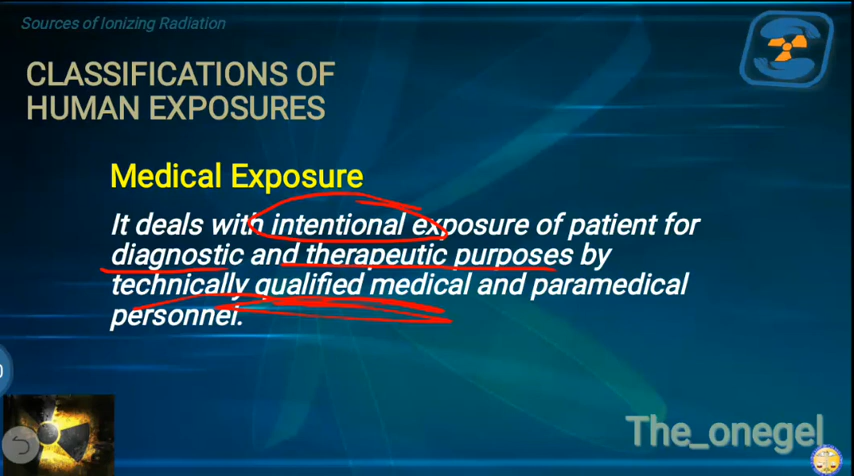 Sources of Ionizing Radiation
CLASSIFICATIONS OF
HUMAN EXPOSURES
Medical Exposure
It deals with intentional exposure of patient for
diagnostic and therapeutic purposes by
technically qualified medical and paramedical
personnel.
The_onegel